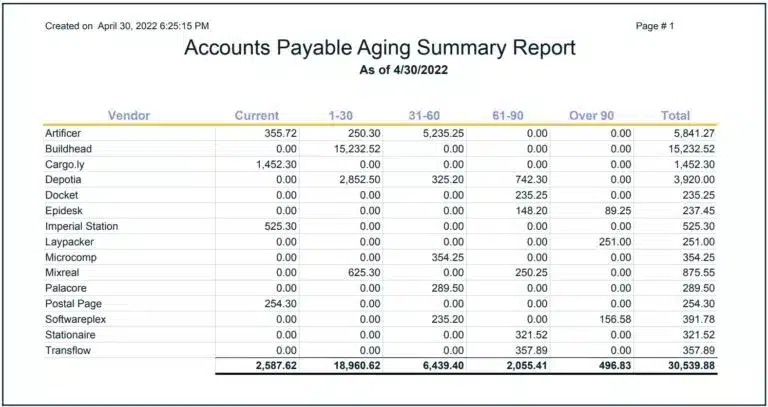 Created on April 30, 2022 6:25:15 PM Page # 1
Accounts Payable Aging Summary Report
As of 4/30/2022
Vendor Current 1-30 31-60 61-90 Over 90 Total
Artificer 355.72 250.30 5,235.25 0.00 0.00 5,841.27
Buildhead 0.00 15,232.52 0.00 0.00 0.00 15,232.52
Cargo.ly 1,452.30 0.00 0.00 0.00 0.00 1,452.30
Depotia 0.00 2,852.50 325.20 742.30 0.00 3,920.00
Docket 0.00 0.00 0.00 235.25 0.00 235.25
Epidesk 0.00 0.00 0.00 148.20 89.25 237.45
Imperial Station 525.30 0.00 0.00 0.00 0.00 525.30
Laypacker 0.00 0.00 0.00 0.00 251.00 251.00
Microcomp 0.00 0.00 354.25 0.00 0.00 354.25
Mixreal 0.00 625.30 0.00 250.25 0.00 875.55
Palacore 0.00 0.00 289.50 0.00 0.00 289.50
Postal Page 254.30 0.00 0.00 0.00 0.00 254.30
Softwareplex 0.00 0.00 235.20 0.00 156.58 391.78
Stationaire 0.00 0.00 0.00 321.52 0.00 321.52
Transflow 0.00 0.00 0.00 357.89 0.00 357.89
2,587.62 18,960.62 6,439.40 2,055.41 496.83 30,539.88